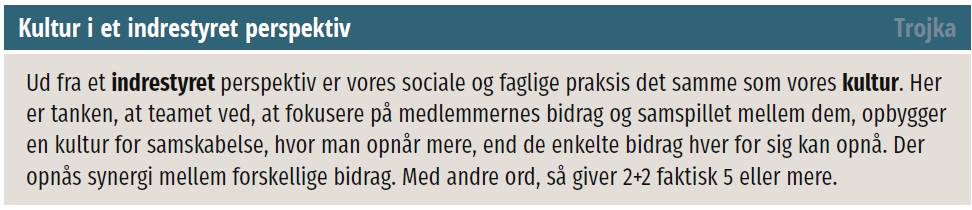 Kultur i et indrestyret perspektiv Trojka
Ud fra et indrestyret perspektiv er vores sociale og faglige praksis det samme som vores kultur. Her
er tanken, at teamet ved, at fokusere på medlemmernes bidrag og samspillet mellem dem, opbygger
en kultur for samskabelse, hvor man opnår mere, end de enkelte bidrag hver for sig kan opnå. Der
opnås synergi mellem forskellige bidrag. Med andre ord, så giver 2+2 faktisk 5 eller mere.